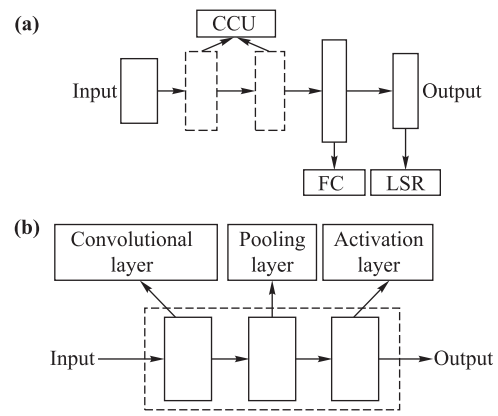 (a)
CCU
Input
Output
FC
LSR
(b)
Convolutional
layer
Pooling
layer
Activation
layer
Input
Output